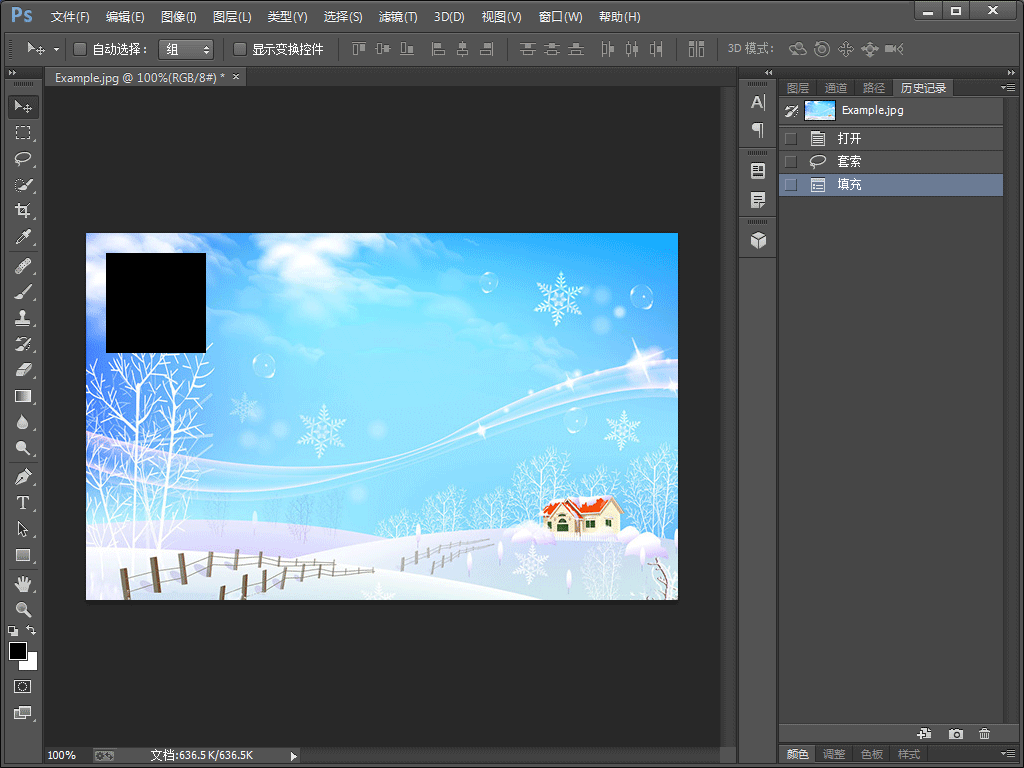 Ps 文件(F) 编辑(E) 图像(I) 图层(L) 类型(Y) 选择(S) 滤镜(T) 3D(D) 视图(V) 窗口(W) 帮助(H)
自动选择： 组 显示变换控件 3D 模式：
Example.jpg @ 100%(RGB/8#) * ×
图层 通道 路径 历史记录
Example.jpg
打开
套索
填充
100% 文档:636.5K/636.5K
颜色 调整 色板 样式